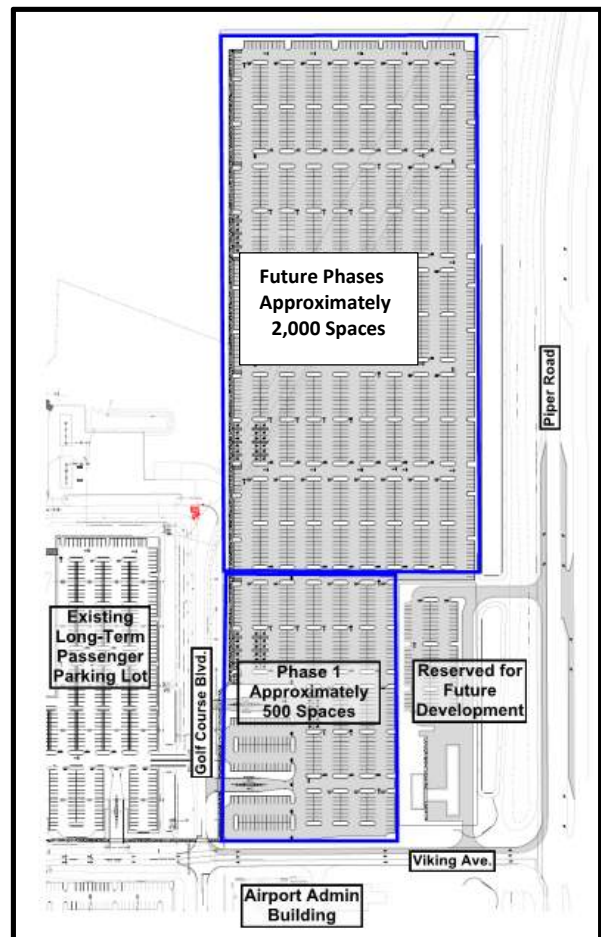 Future Phases
Approximately
2,000 Spaces
Piper Road
Existing
Long-Term
Passenger
Parking Lot
Golf Course Blvd.
Phase 1
Approximately
500 Spaces
Reserved for
Future
Development
Viking Ave.
Airport Admin
Building